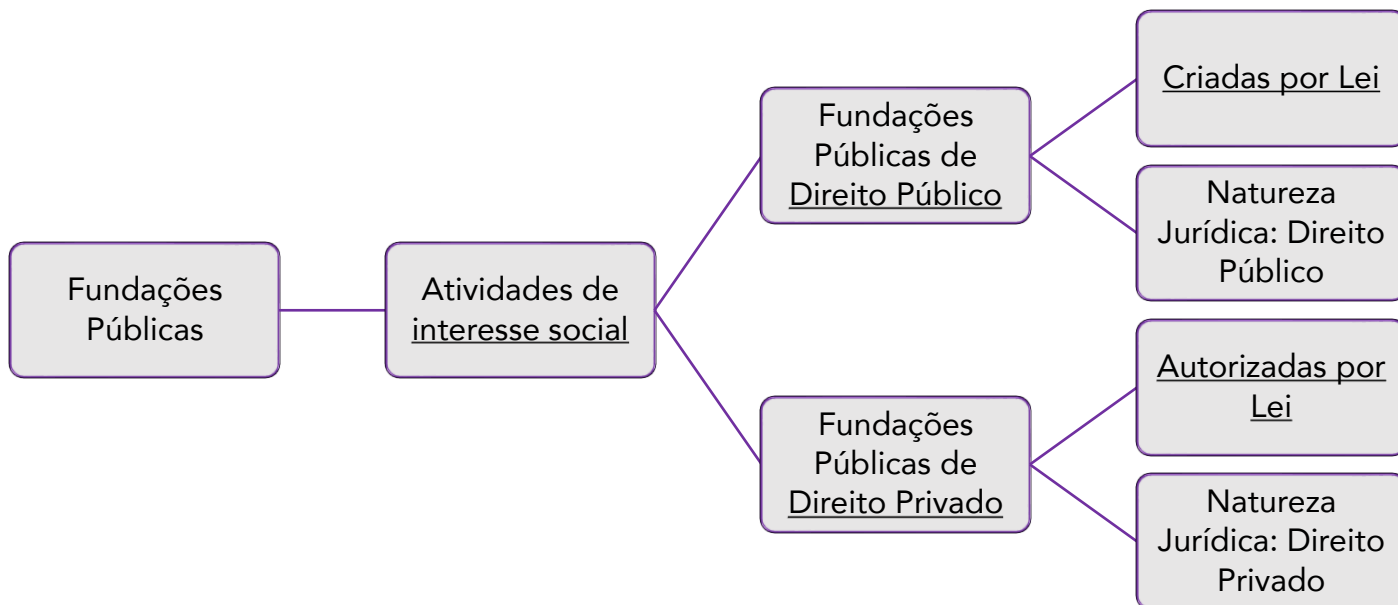 Fundações
Públicas
Atividades de
interesse social
Fundações
Públicas de
Direito Público
Criadas por Lei
Natureza
Jurídica: Direito
Público
Fundações
Públicas de
Direito Privado
Autorizadas por
Lei
Natureza
Jurídica: Direito
Privado